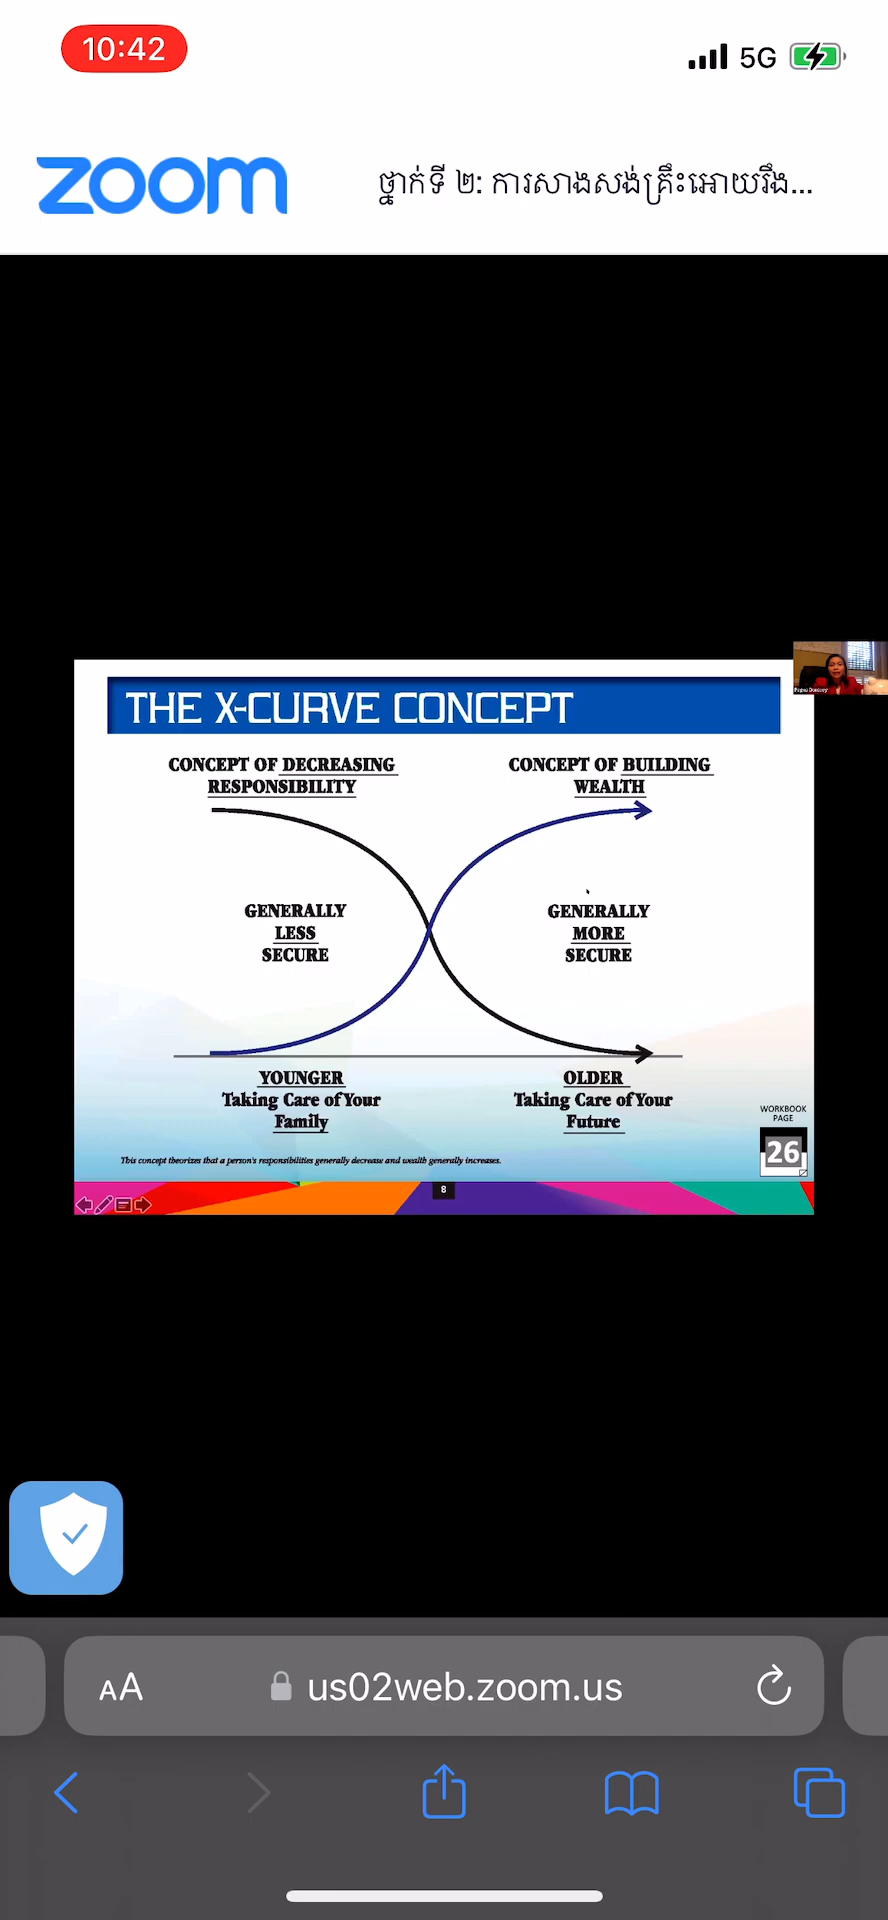 10:42
5G
zoom
ថ្នាក់ទី ២: ការសាងសង់គ្រឹះអោយរឹង...
THE X-CURVE CONCEPT
CONCEPT OF DECREASING
RESPONSIBILITY
CONCEPT OF BUILDING
WEALTH
GENERALLY
LESS
SECURE
GENERALLY
MORE
SECURE
YOUNGER
Taking Care of Your
Family
OLDER
Taking Care of Your
Future
WORKBOOK
PAGE
26
This concept theorizes that a person's responsibilities generally decrease and wealth generally increases.
8
AA
us02web.zoom.us